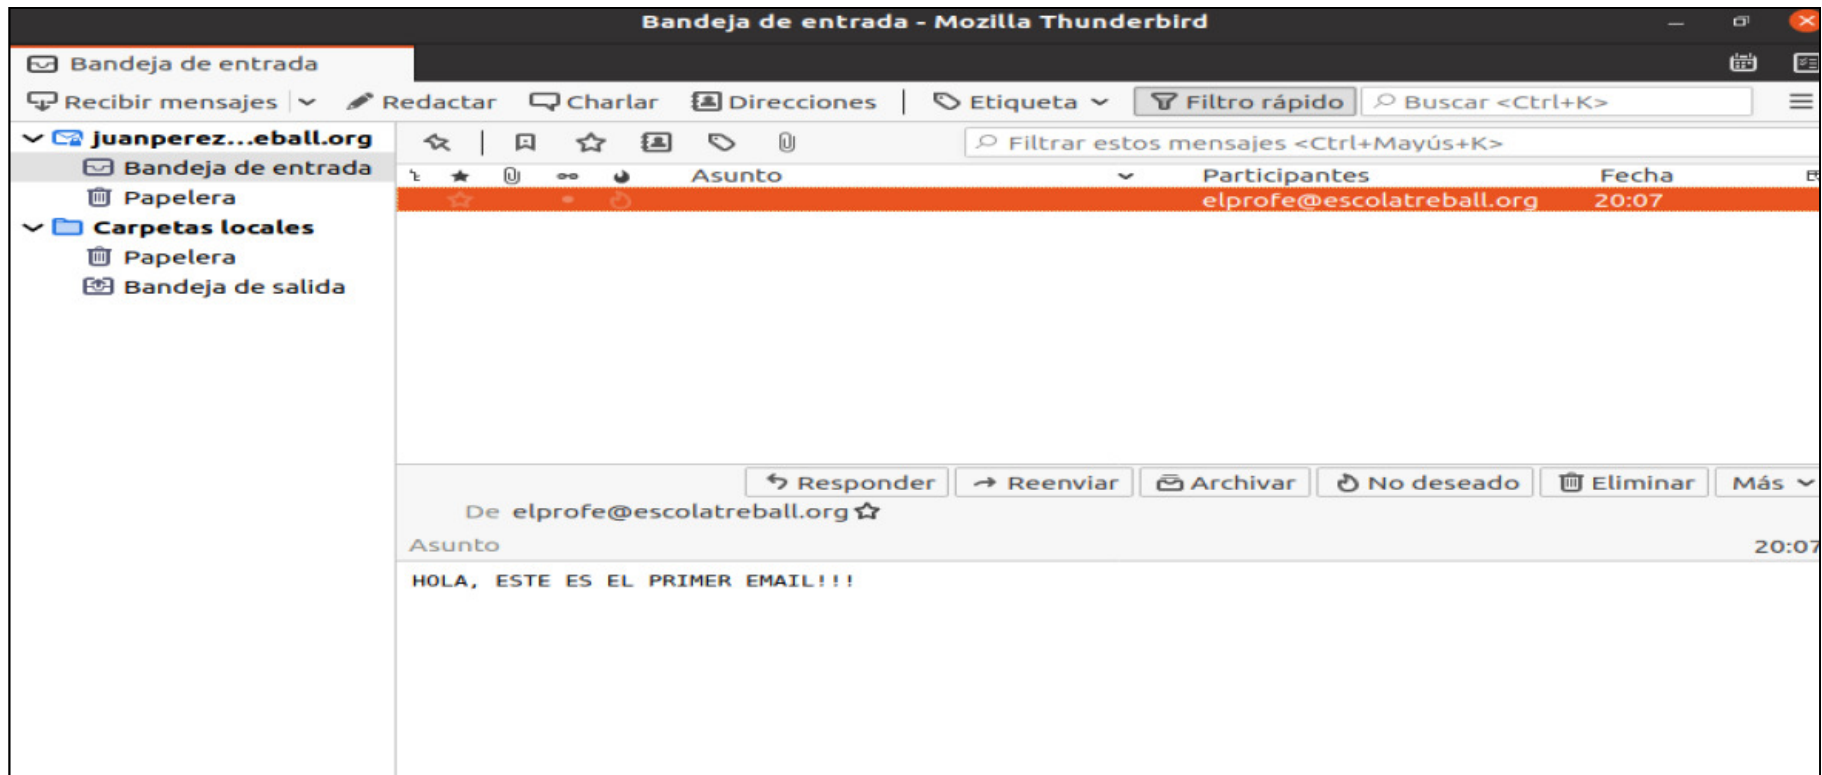 Bandeja de entrada - Mozilla Thunderbird
Bandeja de entrada
Recibir mensajes Redactar Charlar Direcciones Etiqueta Filtro rápido Buscar <Ctrl+K>
juanperez...eball.org
Bandeja de entrada
Papelera
Carpetas locales
Papelera
Bandeja de salida
Filtrar estos mensajes <Ctrl+Mayús+K>
Asunto Participantes Fecha
elprofe@escolatreball.org 20:07
Responder Reenviar Archivar No deseado Eliminar Más
De elprofe@escolatreball.org
Asunto 20:07
HOLA, ESTE ES EL PRIMER EMAIL!!!